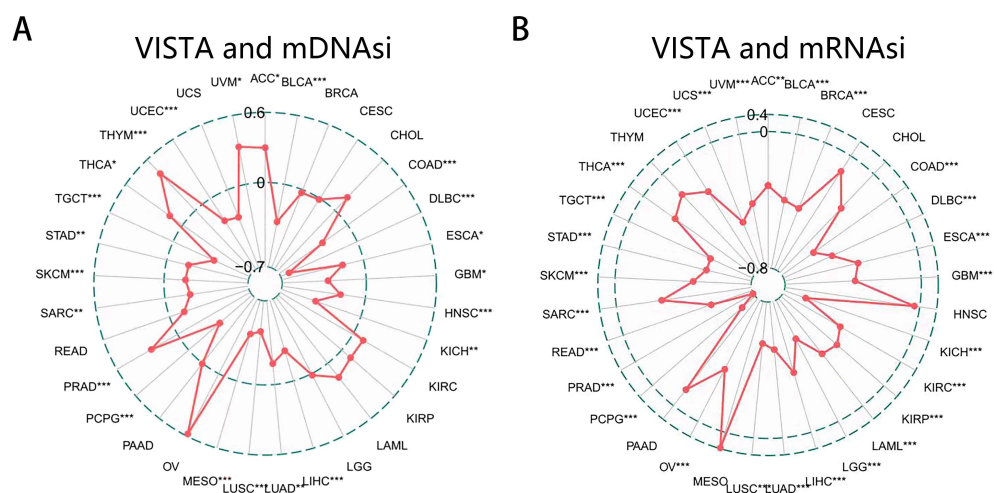 A
VISTA and mDNAsi
ACC*
BLCA***
BRCA
CESC
CHOL
COAD***
DLBC***
ESCA*
GBM*
HNSC***
KICH**
KIRC
KIRP
LAML
LGG
LIHC***
LUSC***
MESO***
OV
PAAD
PCPG***
PRAD***
READ
SARC**
SKCM***
STAD**
TGCT***
THCA*
THYM***
UCEC***
UCS
UVM*
0.6
0
−0.7
B
VISTA and mRNAsi
ACC**
BLCA***
BRCA***
CESC
CHOL
COAD***
DLBC***
ESCA***
GBM***
HNSC
KICH***
KIRC***
KIRP***
LAML***
LGG***
LIHC***
LUSC***
MESO
OV***
PAAD
PCPG***
PRAD***
READ***
SARC***
SKCM***
STAD***
TGCT***
THCA***
THYM
UCEC***
UCS***
UVM***
0.4
0
−0.8